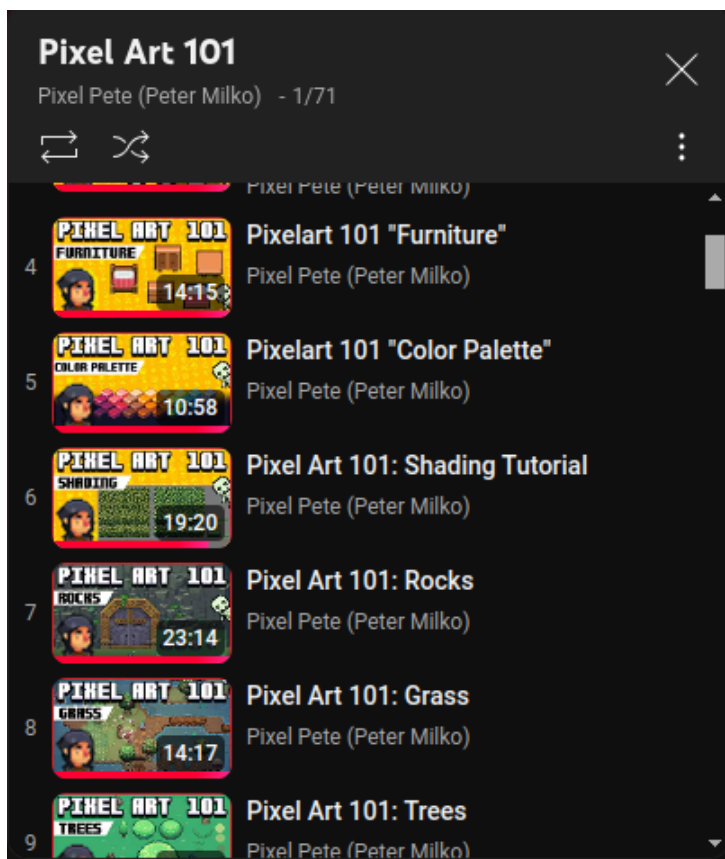 Pixel Art 101
Pixel Pete (Peter Milko) - 1/71
Pixel Pete (Peter Milko)
4
PIXEL ART 101
FURNITURE
14:15
Pixelart 101 "Furniture"
Pixel Pete (Peter Milko)
5
PIXEL ART 101
COLOR PALETTE
10:58
Pixelart 101 "Color Palette"
Pixel Pete (Peter Milko)
6
PIXEL ART 101
SHADING
19:20
Pixel Art 101: Shading Tutorial
Pixel Pete (Peter Milko)
7
PIXEL ART 101
ROCKS
23:14
Pixel Art 101: Rocks
Pixel Pete (Peter Milko)
8
PIXEL ART 101
GRASS
14:17
Pixel Art 101: Grass
Pixel Pete (Peter Milko)
9
PIXEL ART 101
TREES
Pixel Art 101: Trees
Pixel Pete (Peter Milko)